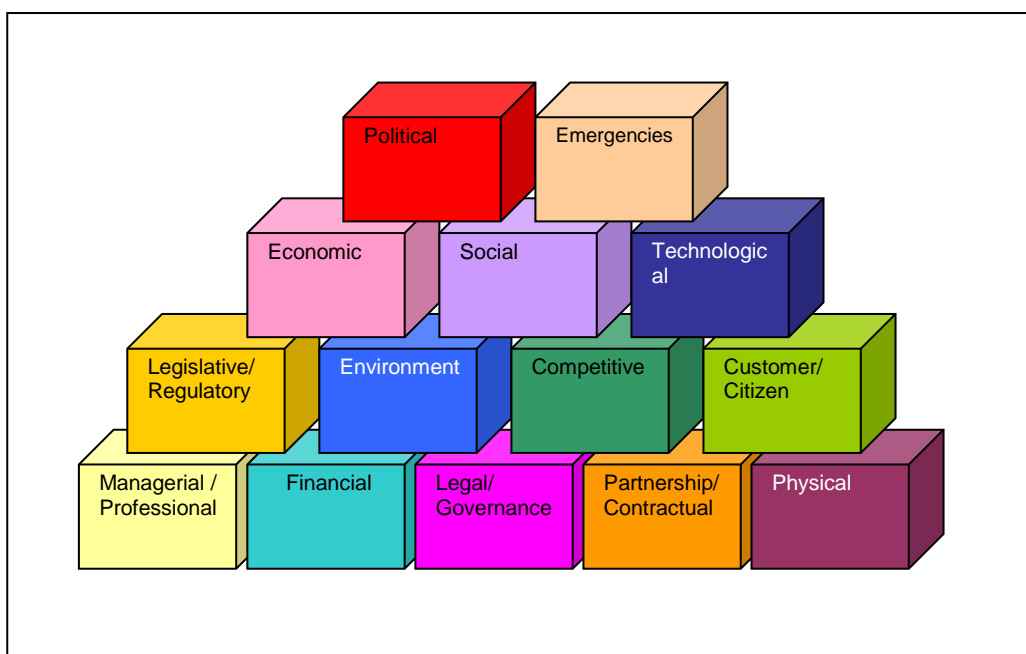 Political
Emergencies
Economic
Social
Technologic
al
Legislative/
Regulatory
Environment
Competitive
Customer/
Citizen
Managerial /
Professional
Financial
Legal/
Governance
Partnership/
Contractual
Physical